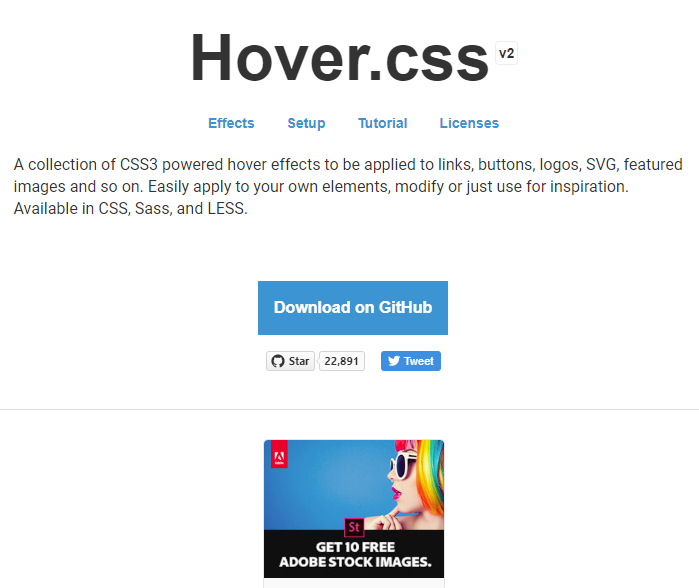 Hover.css v2
Effects Setup Tutorial Licenses
A collection of CSS3 powered hover effects to be applied to links, buttons, logos, SVG, featured
images and so on. Easily apply to your own elements, modify or just use for inspiration.
Available in CSS, Sass, and LESS.
Download on GitHub
Star 22,891 Tweet
Adobe
St
GET 10 FREE
ADOBE STOCK IMAGES.